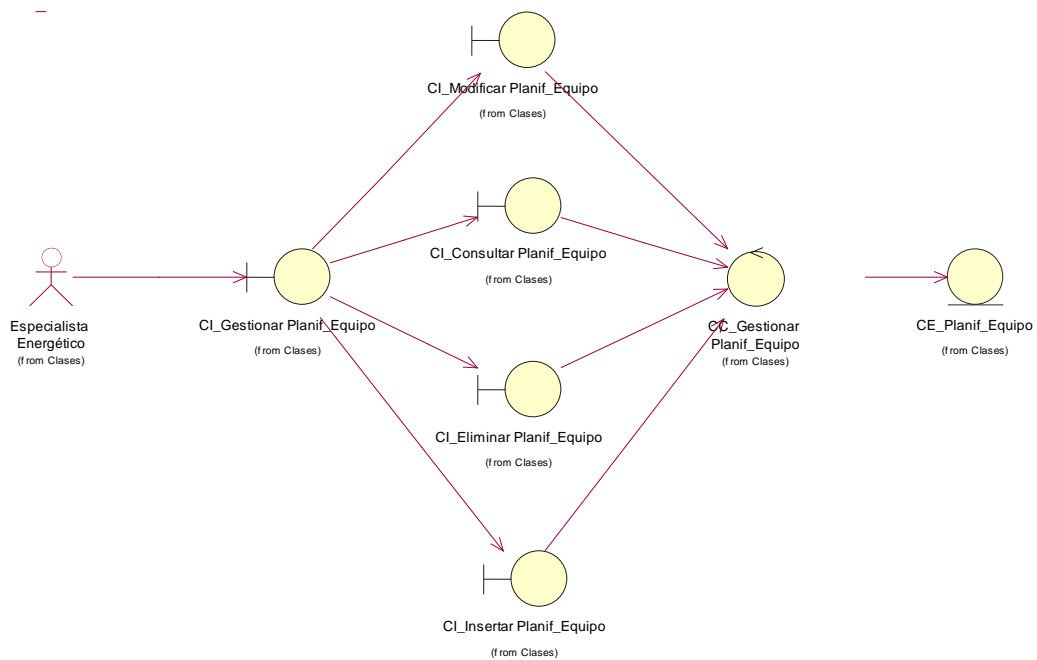 CI_Modificar Planif_Equipo
(from Clases)
CI_Consultar Planif_Equipo
(from Clases)
Especialista
Energético
(from Clases)
CI_Gestionar Planif_Equipo
(from Clases)
CC_Gestionar
Planif_Equipo
(from Clases)
CE_Planif_Equipo
(from Clases)
CI_Eliminar Planif_Equipo
(from Clases)
CI_Insertar Planif_Equipo
(from Clases)